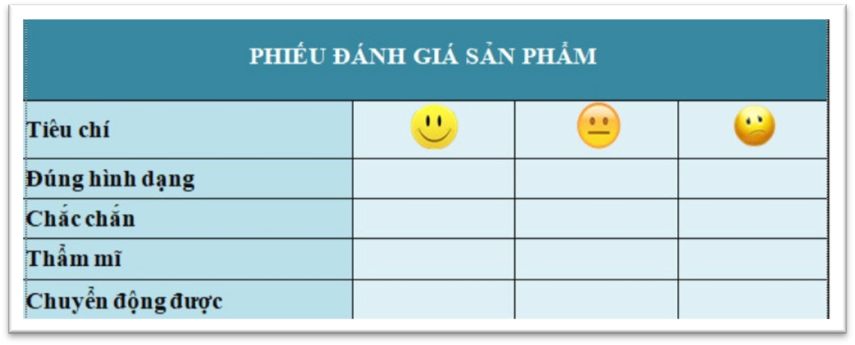 PHIẾU ĐÁNH GIÁ SẢN PHẨM
Tiêu chí
Đúng hình dạng
Chắc chắn
Thẩm mĩ
Chuyển động được